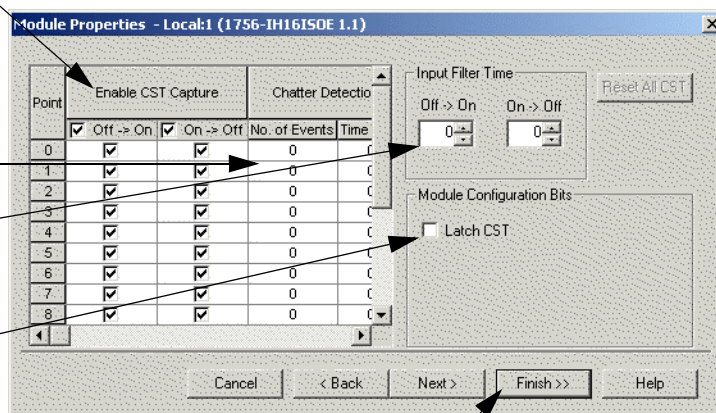 Module Properties - Local:1 (1756-IH16ISOE 1.1)
Point
Enable CST Capture
Chatter Detectio
Off -> On
On -> Off
No. of Events
Time
0 0
1 0
2 0
3 0
4 0
5 0
6 0
7 0
8 0
Input Filter Time
Off -> On On -> Off
0 0
Reset All CST
Module Configuration Bits
Latch CST
Cancel
< Back
Next >
Finish >>
Help